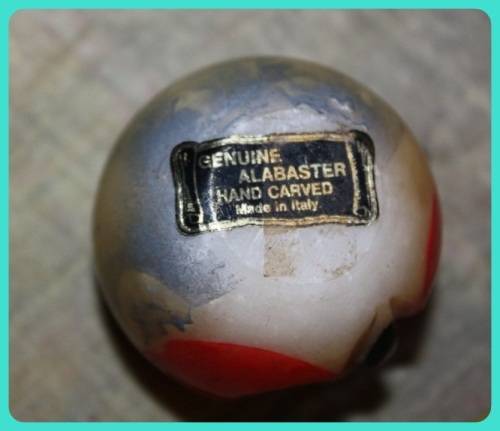 GENUINE
ALABASTER
HAND CARVED
Made in Italy